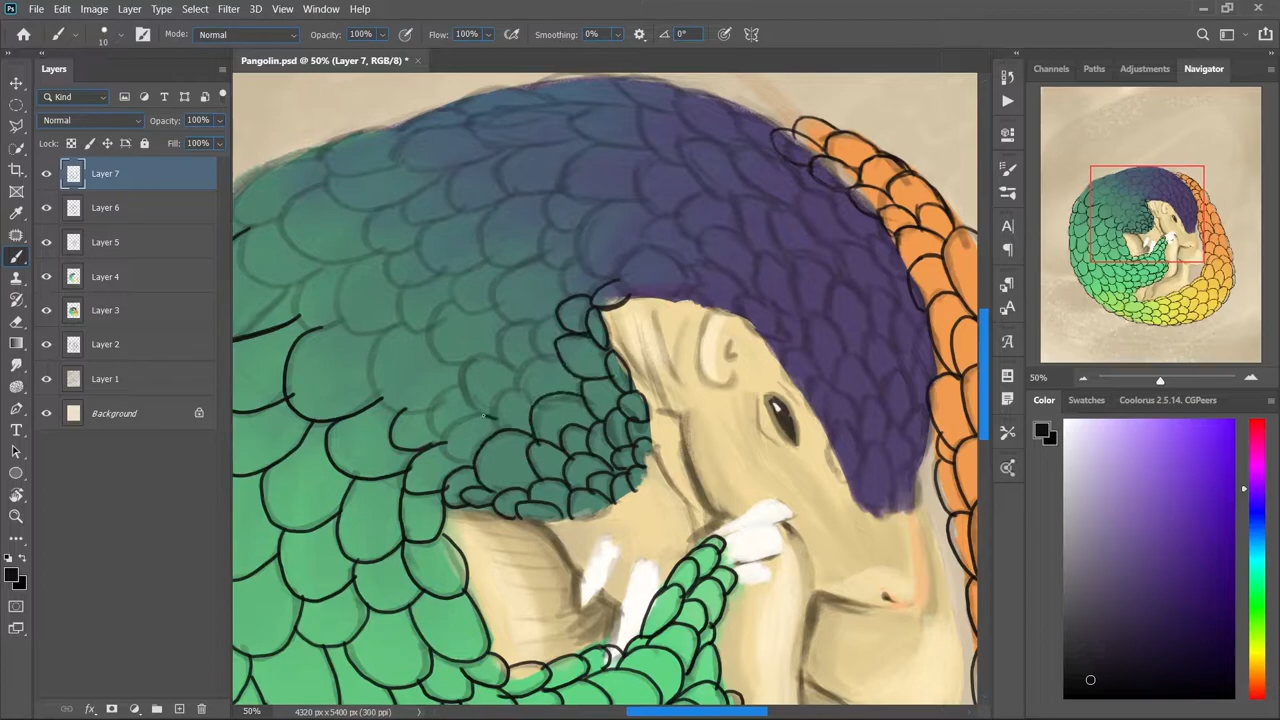 Ps File Edit Image Layer Type Select Filter 3D View Window Help
10 Mode: Normal Opacity: 100% Flow: 100% Smoothing: 0% 0°
Pangolin.psd @ 50% (Layer 7, RGB/8) *
Layers
Kind
Normal Opacity: 100%
Lock: Fill: 100%
Layer 7
Layer 6
Layer 5
Layer 4
Layer 3
Layer 2
Layer 1
Background
50% 4320 px x 5400 px (300 ppi)
Channels Paths Adjustments Navigator
50%
Color Swatches Coolorus 2.5.14. CMYKpecs